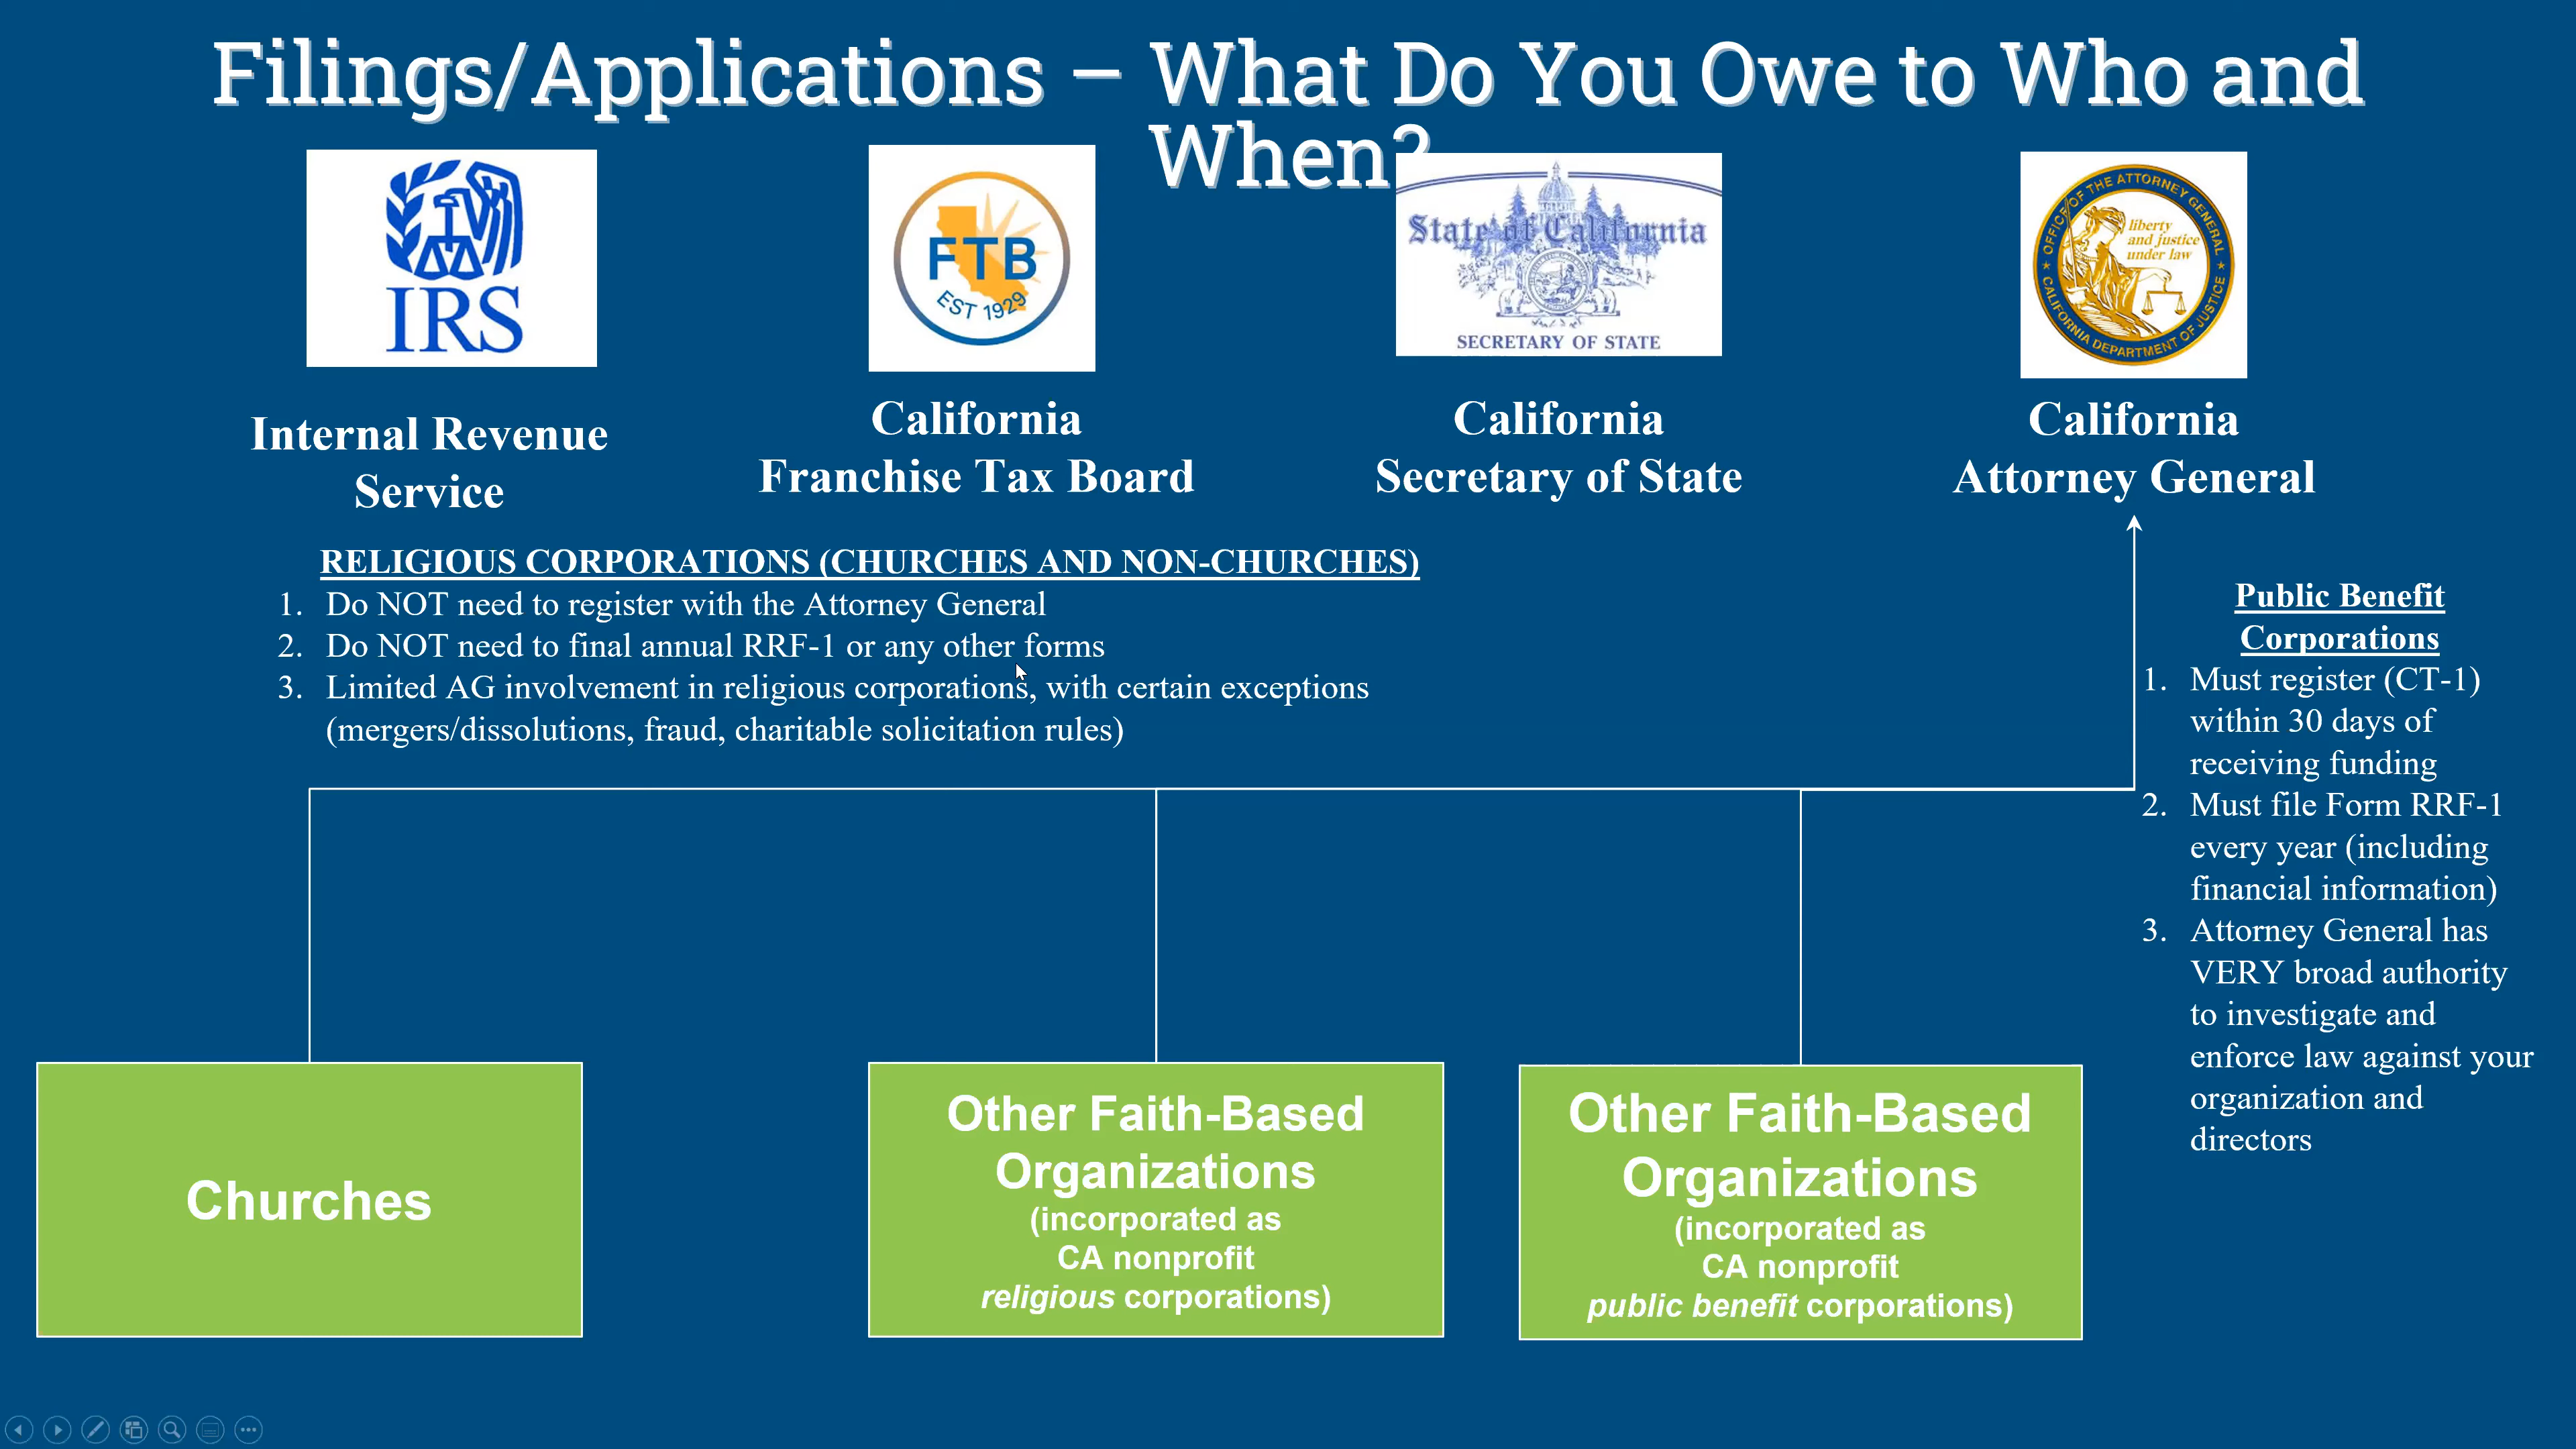 Filings/Applications – What Do You Owe to Who and
When?
IRS
FTB
EST 1929
State of California
SECRETARY OF STATE
OFFICE OF THE ATTORNEY GENERAL
liberty
and justice
under law
CALIFORNIA DEPARTMENT OF JUSTICE
Internal Revenue
Service
California
Franchise Tax Board
California
Secretary of State
California
Attorney General
RELIGIOUS CORPORATIONS (CHURCHES AND NON-CHURCHES)
1. Do NOT need to register with the Attorney General
2. Do NOT need to final annual RRF-1 or any other forms
3. Limited AG involvement in religious corporations, with certain exceptions
(mergers/dissolutions, fraud, charitable solicitation rules)
Public Benefit
Corporations
1. Must register (CT-1)
within 30 days of
receiving funding
2. Must file Form RRF-1
every year (including
financial information)
3. Attorney General has
VERY broad authority
to investigate and
enforce law against your
organization and
directors
Churches
Other Faith-Based
Organizations
(incorporated as
CA nonprofit
religious corporations)
Other Faith-Based
Organizations
(incorporated as
CA nonprofit
public benefit corporations)